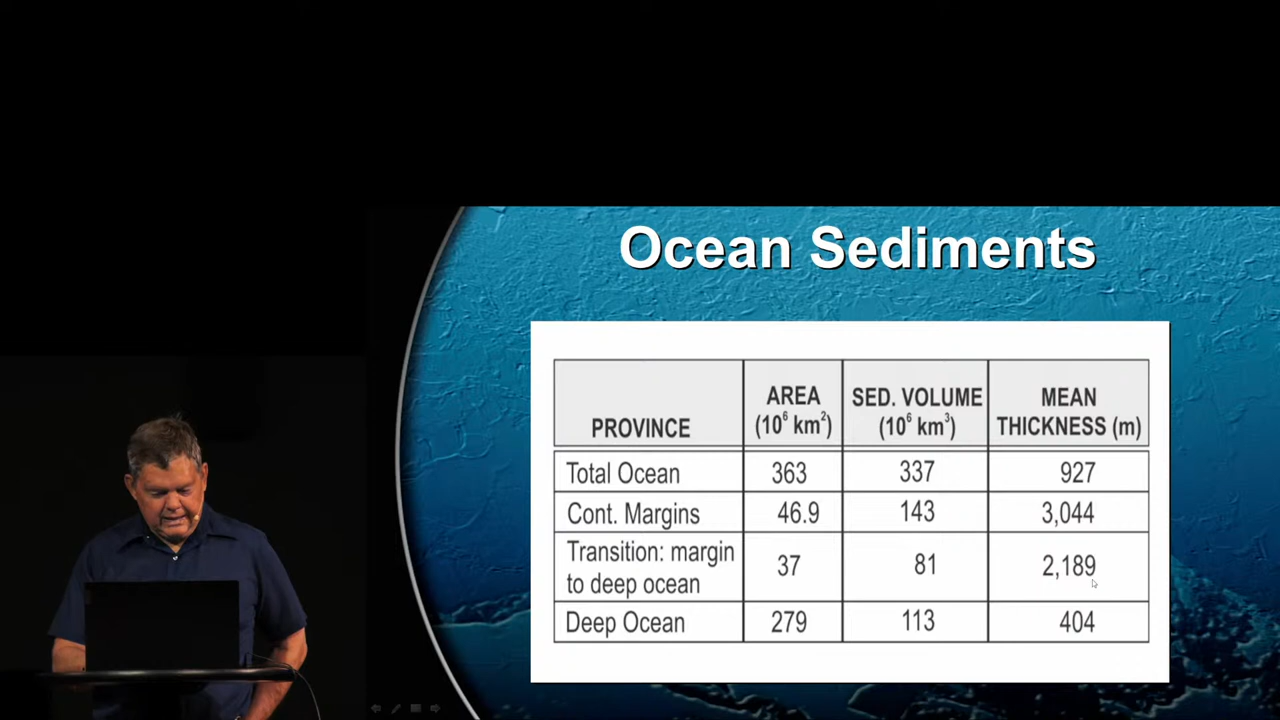 Ocean Sediments
PROVINCE
AREA
(10⁶ km²)
SED. VOLUME
(10⁶ km³)
MEAN
THICKNESS (m)
Total Ocean 363 337 927
Cont. Margins 46.9 143 3,044
Transition: margin
to deep ocean 37 81 2,189
Deep Ocean 279 113 404